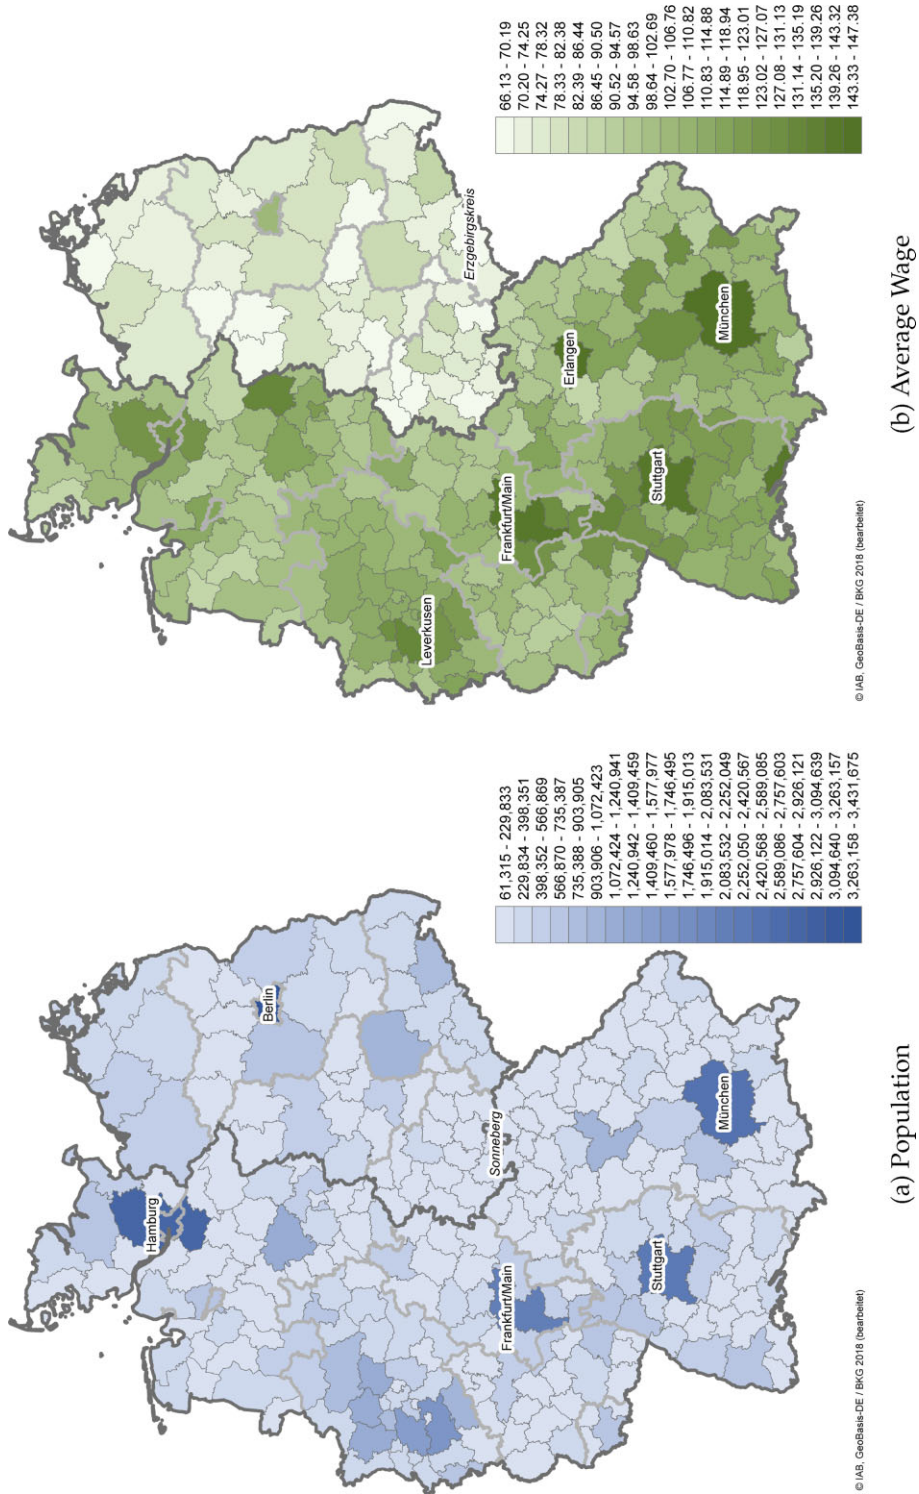 Hamburg
Berlin
Sonneberg
Frankfurt/Main
Stuttgart
München
61,315 - 229,833
229,834 - 398,351
398,352 - 566,869
566,870 - 735,387
735,388 - 903,905
903,906 - 1,072,423
1,072,424 - 1,240,941
1,240,942 - 1,409,459
1,409,460 - 1,577,977
1,577,978 - 1,746,495
1,746,496 - 1,915,013
1,915,014 - 2,083,531
2,083,532 - 2,252,049
2,252,050 - 2,420,567
2,420,568 - 2,589,085
2,589,086 - 2,757,603
2,757,604 - 2,926,121
2,926,122 - 3,094,639
3,094,640 - 3,263,157
3,263,158 - 3,431,675
© IAB, GeoBasis-DE / BKG 2018 (bearbeitet)
(a) Population
Leverkusen
Erzgebirgskreis
Frankfurt/Main
Erlangen
Stuttgart
München
66.13 - 70.19
70.20 - 74.25
74.27 - 78.32
78.33 - 82.38
82.39 - 86.44
86.45 - 90.50
90.52 - 94.57
94.58 - 98.63
98.64 - 102.69
102.70 - 106.76
106.77 - 110.82
110.83 - 114.88
114.89 - 118.94
118.95 - 123.01
123.02 - 127.07
127.08 - 131.13
131.14 - 135.19
135.20 - 139.26
139.26 - 143.32
143.33 - 147.38
© IAB, GeoBasis-DE / BKG 2018 (bearbeitet)
(b) Average Wage